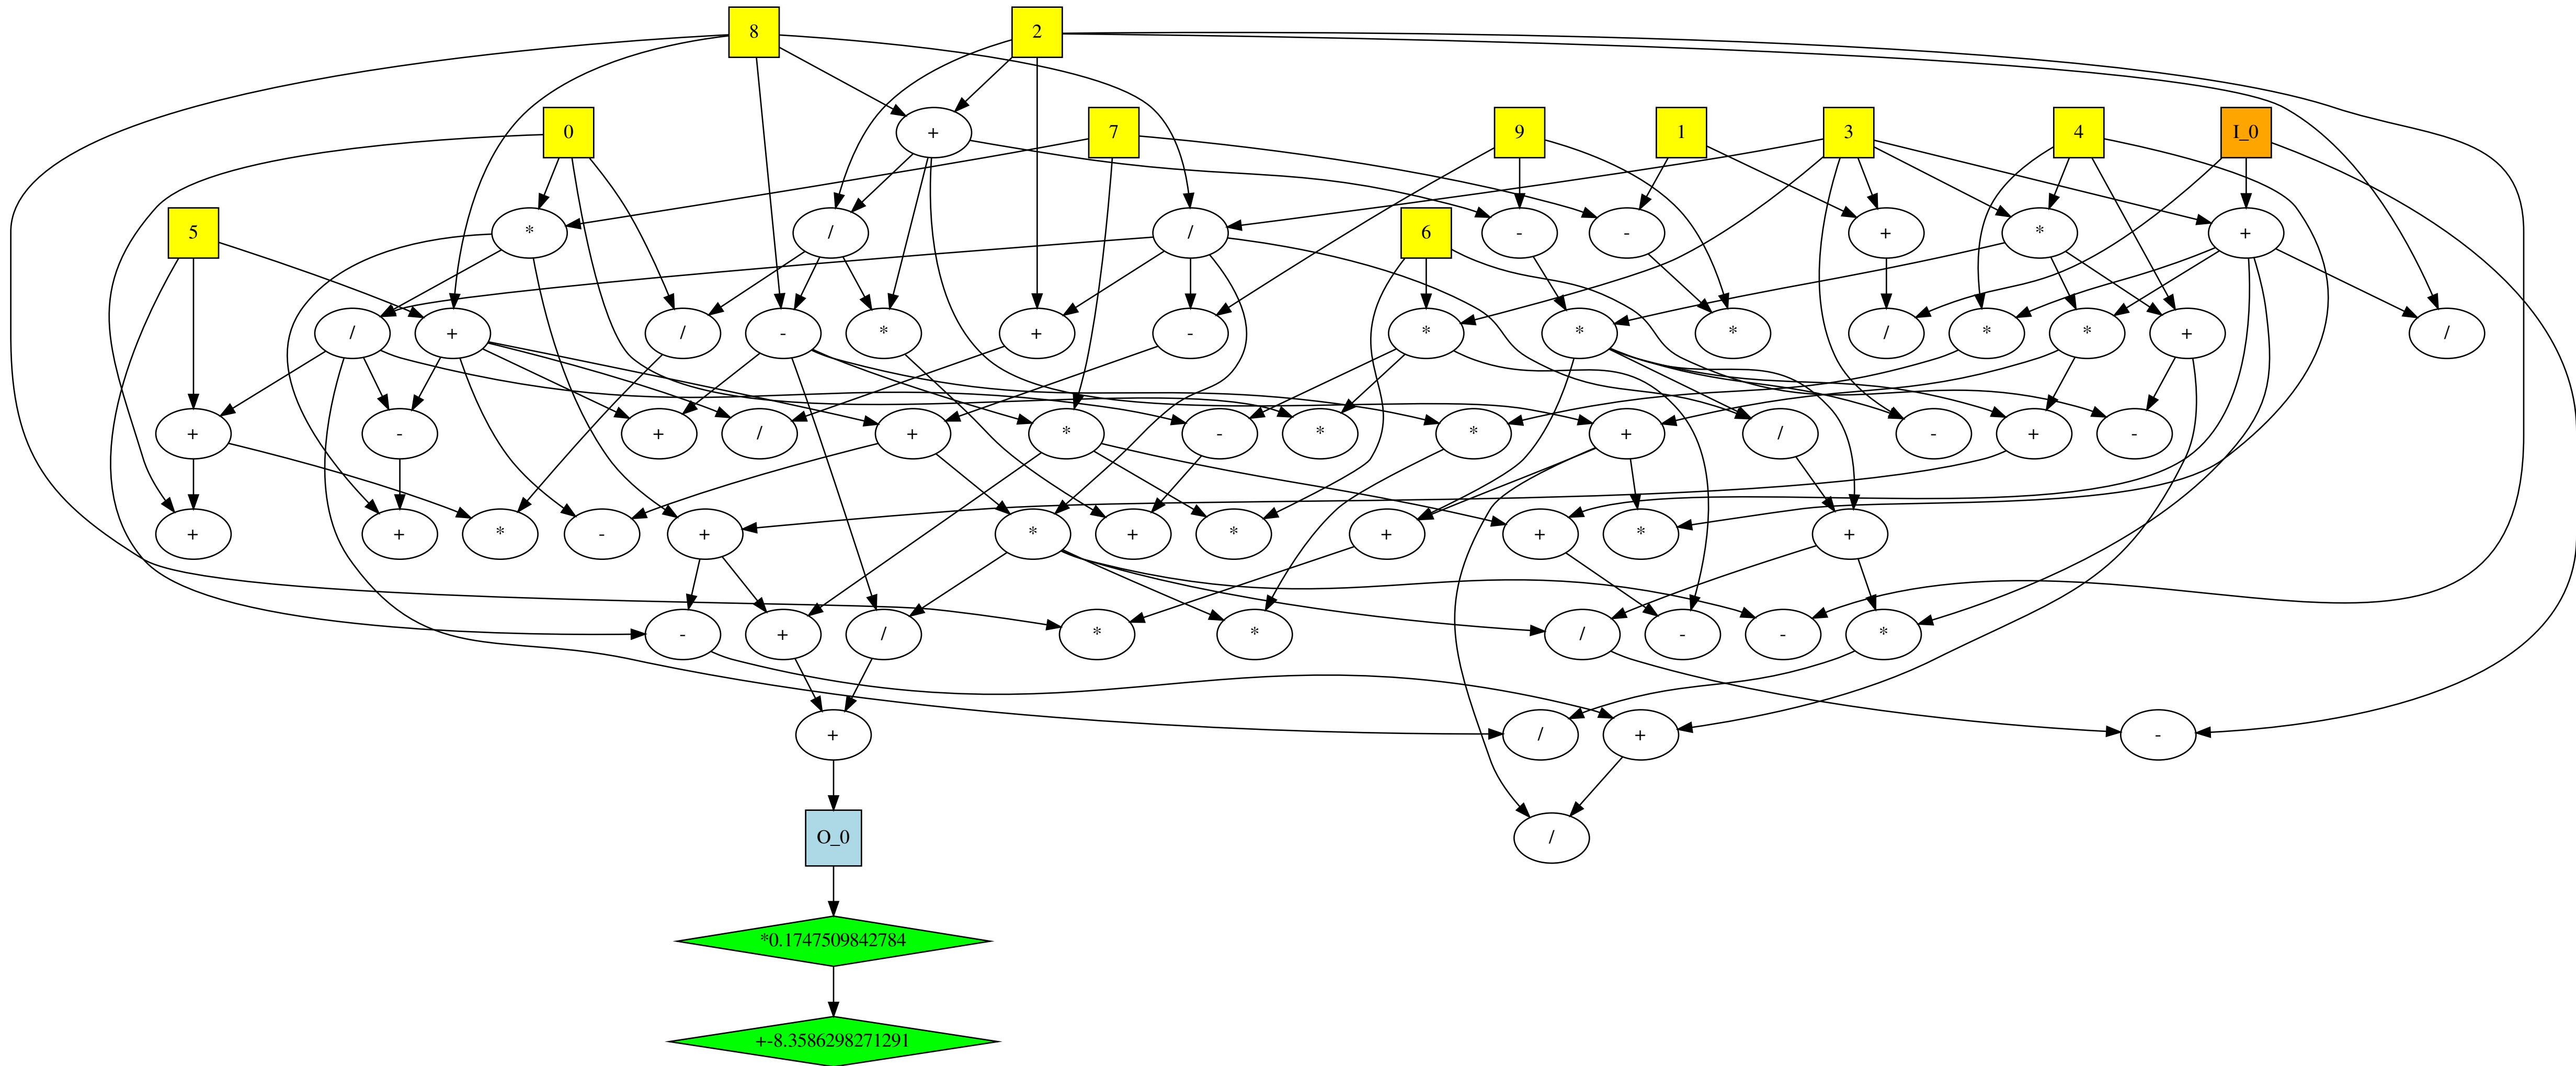 8 2
0 + 7 9 1 3 4 I_0
5 * / / 6 - - + * +
/ + / - * + - * * * / * * + /
+ - + / + * - * * + / - + -
+ + * - + * + * + + * +
- + / * * / - - *
+ / + -
O_0 /
*0.1747509842784
+-8.3586298271291